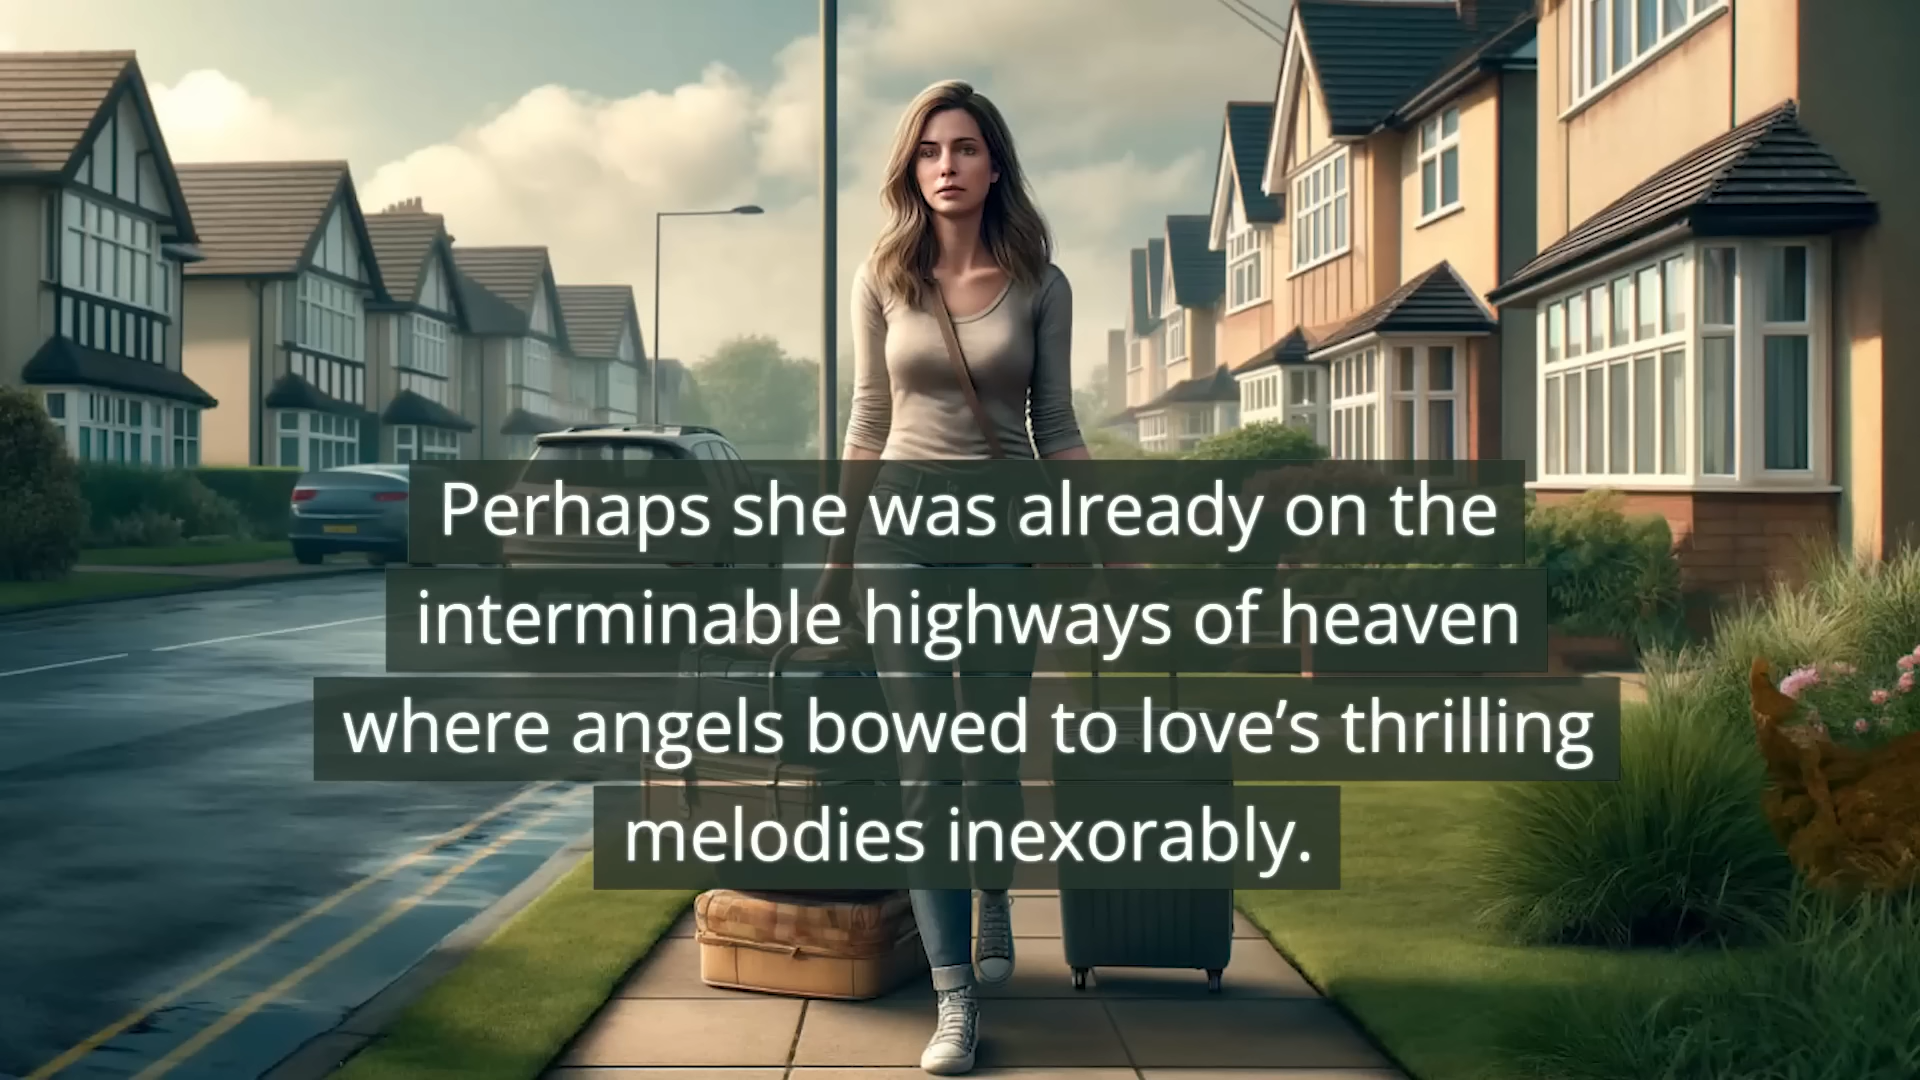 Perhaps she was already on the
interminable highways of heaven
where angels bowed to love’s thrilling
melodies inexorably.